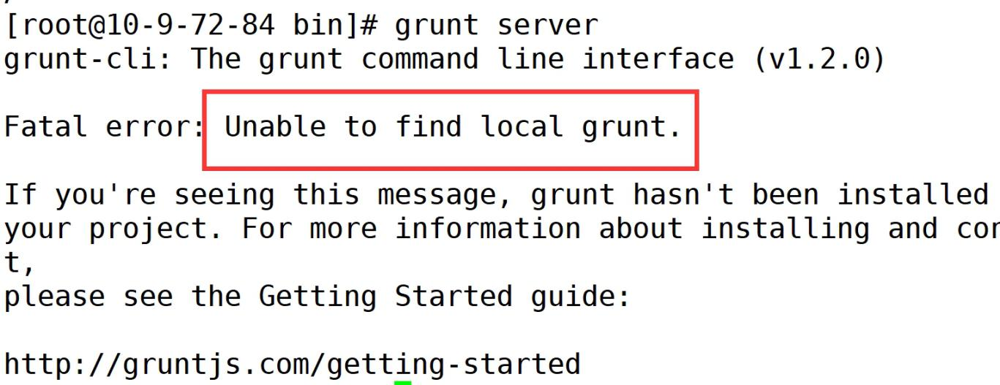 [root@10-9-72-84 bin]# grunt server
grunt-cli: The grunt command line interface (v1.2.0)
Fatal error: Unable to find local grunt.
If you're seeing this message, grunt hasn't been installed
your project. For more information about installing and
t,
please see the Getting Started guide:
http://gruntjs.com/getting-started